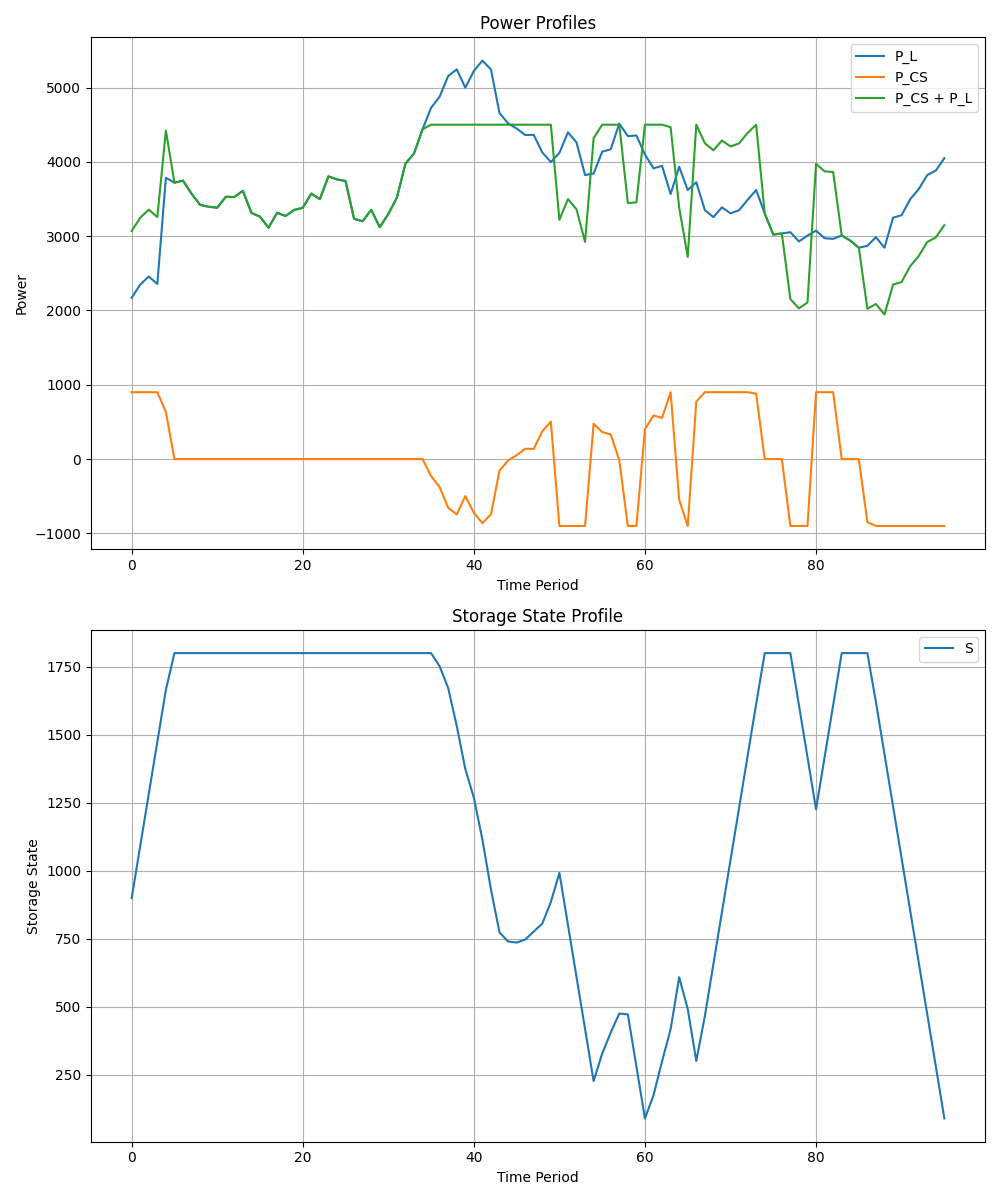 Power Profiles
P_L
P_CS
P_CS + P_L
5000
4000
3000
2000
1000
0
−1000
Power
0 20 40 60 80
Time Period
Storage State Profile
S
1750
1500
1250
1000
750
500
250
Storage State
0 20 40 60 80
Time Period